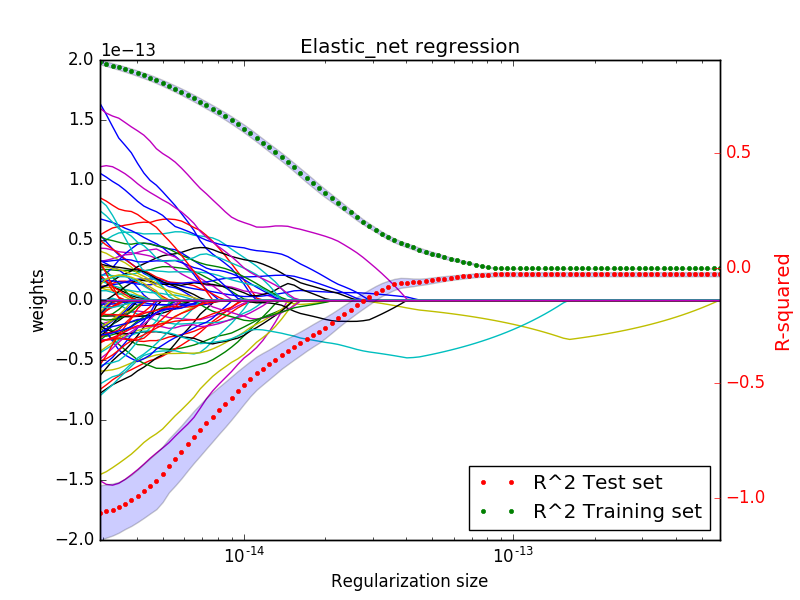 Elastic_net regression
1e−13
2.0
1.5
1.0
0.5
0.0
−0.5
−1.0
−1.5
−2.0
weights
0.5
0.0
−0.5
−1.0
R-squared
R^2 Test set
R^2 Training set
10^-14
10^-13
Regularization size